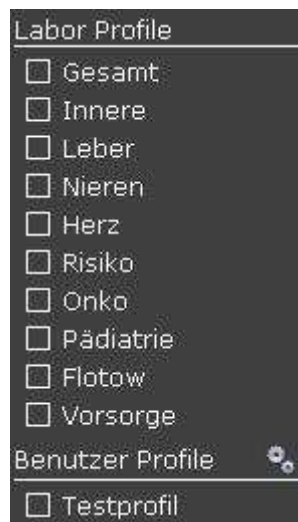 Labor Profile
Gesamt
Innere
Leber
Nieren
Herz
Risiko
Onko
Pädiatrie
Flotow
Vorsorge
Benutzer Profile
Testprofil